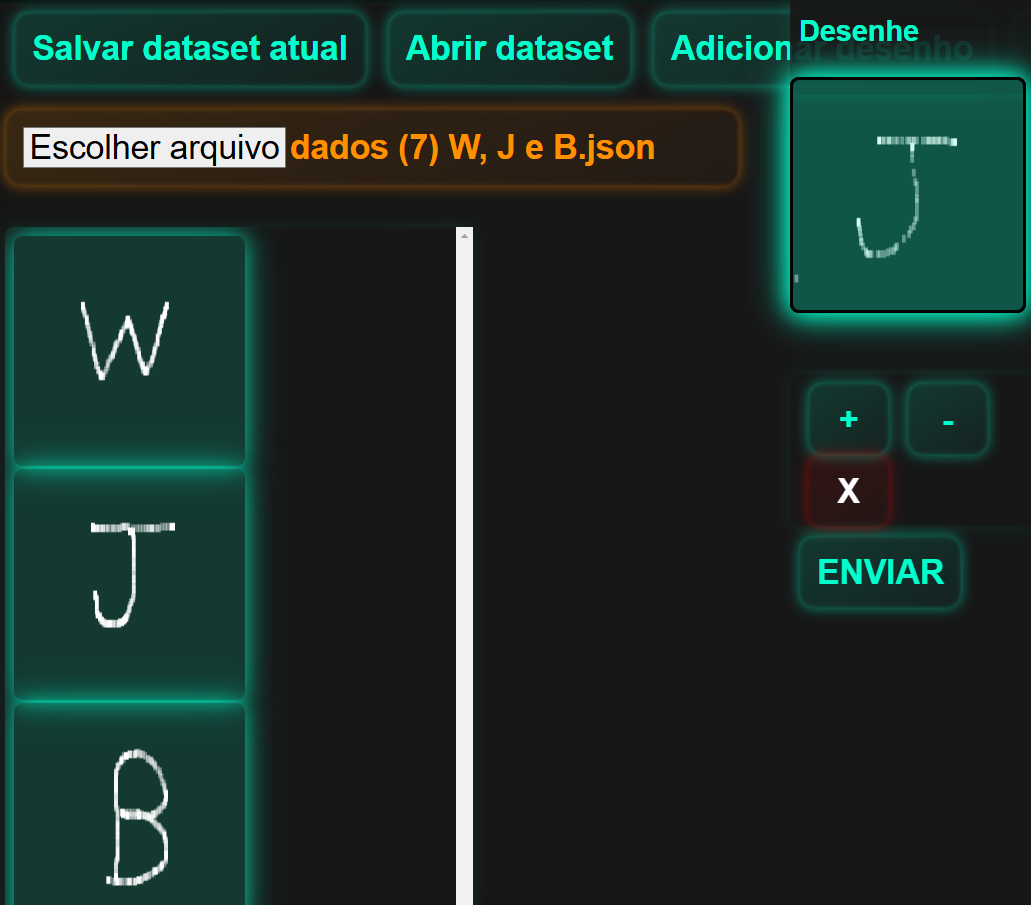 Salvar dataset atual
Abrir dataset
Adicionar desenho
Desenhe
Escolher arquivo dados (7) W, J e B.json
J
W
J
B
+
-
X
ENVIAR